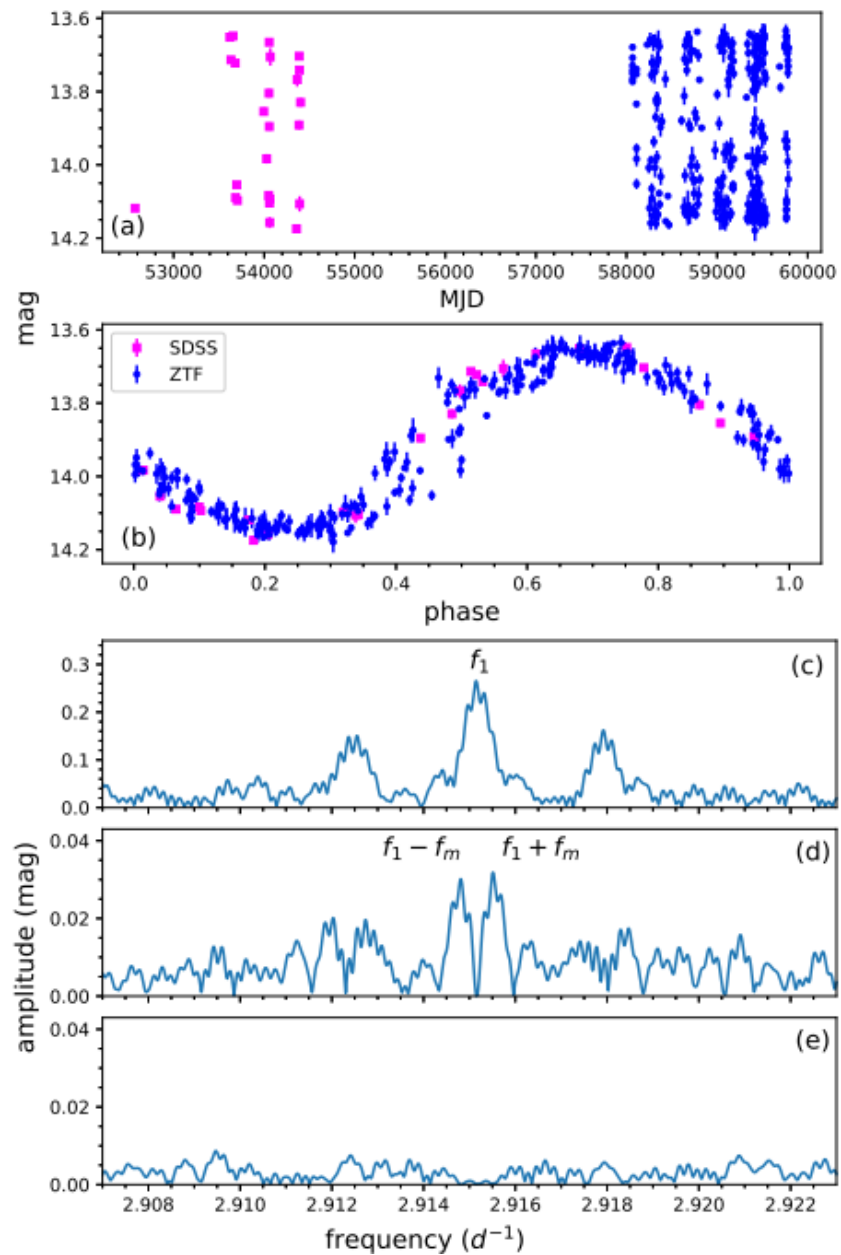 13.6
13.8
14.0
14.2
(a)
53000 54000 55000 56000 57000 58000 59000 60000
MJD
mag
13.6
13.8
14.0
14.2
SDSS
ZTF
(b)
0.0 0.2 0.4 0.6 0.8 1.0
phase
0.3
0.2
0.1
0.0
f₁
(c)
amplitude (mag)
0.04
0.02
0.00
f₁ − fₘ f₁ + fₘ
(d)
0.04
0.02
0.00
(e)
2.908 2.910 2.912 2.914 2.916 2.918 2.920 2.922
frequency (d⁻¹)